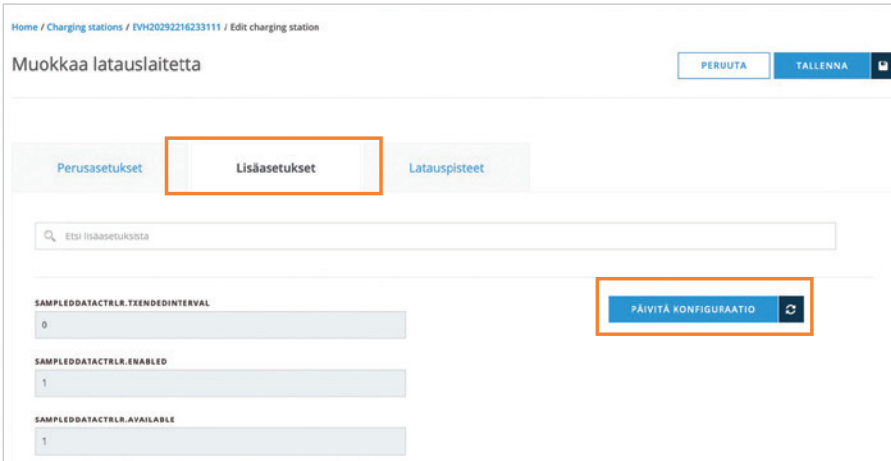 Home / Charging stations / EVH20292216233111 / Edit charging station
Muokkaa latauslaitetta
PERUUTA
TALLENNA
Perusasetukset
Lisäasetukset
Latauspisteet
Etsi lisäasetuksista
SAMPLEDDATACTRLR.TXENDEDINTERVAL
0
PÄIVITÄ KONFIGURAATIO
SAMPLEDDATACTRLR.ENABLED
1
SAMPLEDDATACTRLR.AVAILABLE
1